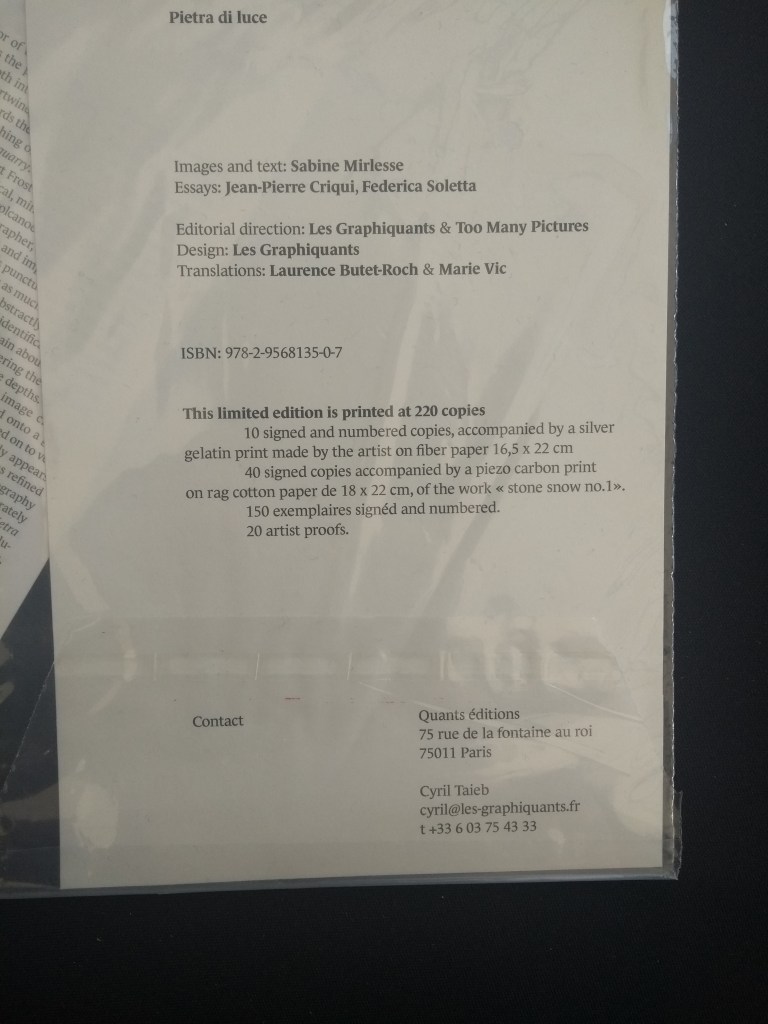 Pietra di luce
Images and text: Sabine Mirlesse
Essays: Jean-Pierre Criqui, Federica Soletta
Editorial direction: Les Graphiquants & Too Many Pictures
Design: Les Graphiquants
Translations: Laurence Butet-Roch & Marie Vic
ISBN: 978-2-9568135-0-7
This limited edition is printed at 220 copies
10 signed and numbered copies, accompanied by a silver
gelatin print made by the artist on fiber paper 16,5 x 22 cm
40 signed copies accompanied by a piezo carbon print
on rag cotton paper de 18 x 22 cm, of the work « stone snow no.1».
150 exemplaires signéd and numbered.
20 artist proofs.
Contact
Quants éditions
75 rue de la fontaine au roi
75011 Paris
Cyril Taieb
cyril@les-graphiquants.fr
t +33 6 03 75 43 33